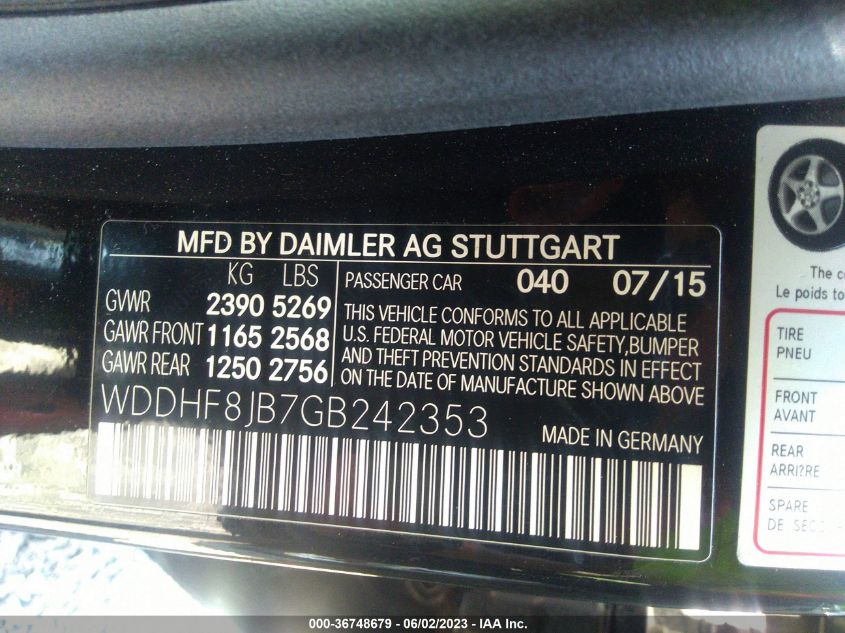 MFD BY DAIMLER AG STUTTGART
KG LBS
GVWR 2390 5269
GAWR FRONT 1165 2568
GAWR REAR 1250 2756
PASSENGER CAR 040 07/15
THIS VEHICLE CONFORMS TO ALL APPLICABLE
U.S. FEDERAL MOTOR VEHICLE SAFETY,BUMPER
AND THEFT PREVENTION STANDARDS IN EFFECT
ON THE DATE OF MANUFACTURE SHOWN ABOVE
WDDHF8JB7GB242353
MADE IN GERMANY
The
Le poids
TIRE
PNEU
FRONT
AVANT
REAR
ARRI?RE
SPARE
DE
000-36748679 - 06/02/2023 - IAA Inc.